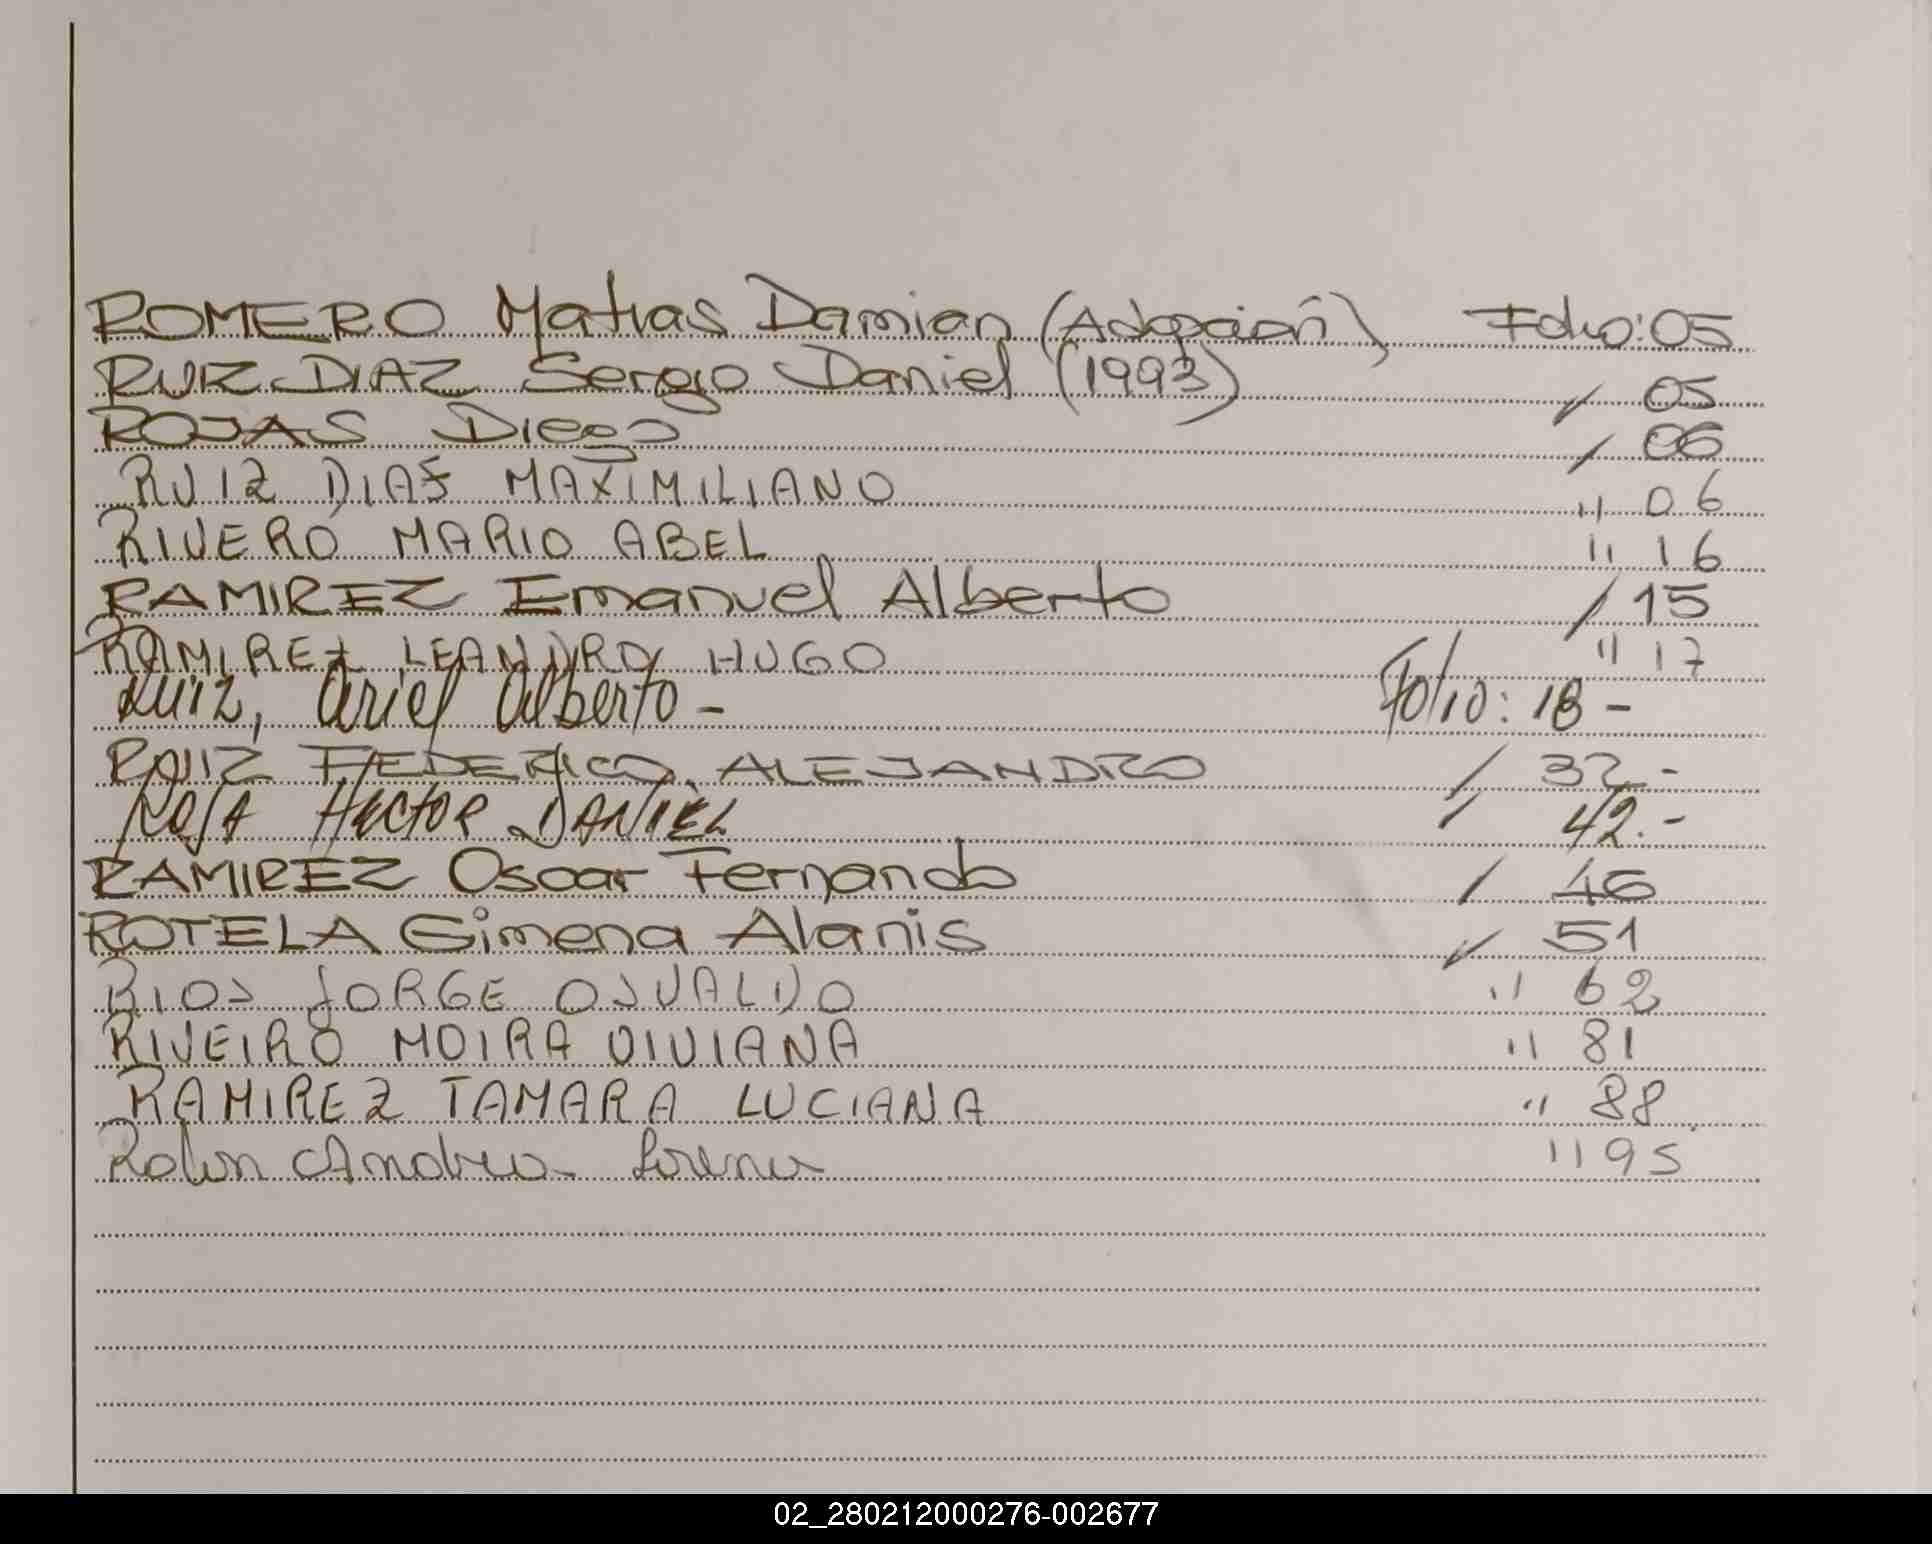 ROMERO Matias Damian (Adopción) Folio: 05
RUIZ DIAZ Sergio Daniel (1993) / 05
ROJAS Diego / 06
RUIZ DIAZ MAXIMILIANO " 06
RIVERO MARIO ABEL " 16
RAMIREZ Emanuel Alberto / 15
RAMIREZ LEANDRO HUGO " 17
Ruiz, Ariel Alberto - Folio: 18 -
RUIZ FEDERICO ALEJANDRO / 32.-
ROSA HECTOR DANIEL / 42.-
RAMIREZ Oscar Fernando / 46
ROTELA Gimena Alanis / 51
RIOS JORGE OSVALDO " 62
RIVEIRO MOIRA VIVIANA " 81
RAMIREZ TAMARA LUCIANA " 88
Rolon Andrea Lorena " 95
02_280212000276-002677